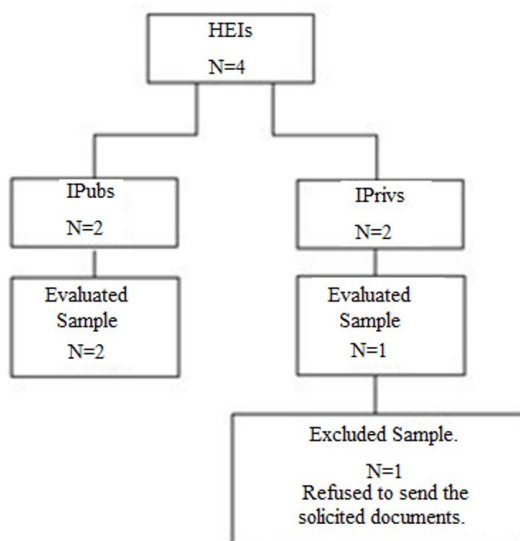 HEIs
N=4
IPubs
N=2
IPrivs
N=2
Evaluated
Sample
N=2
Evaluated
Sample
N=1
Excluded Sample.
N=1
Refused to send the
solicited documents.